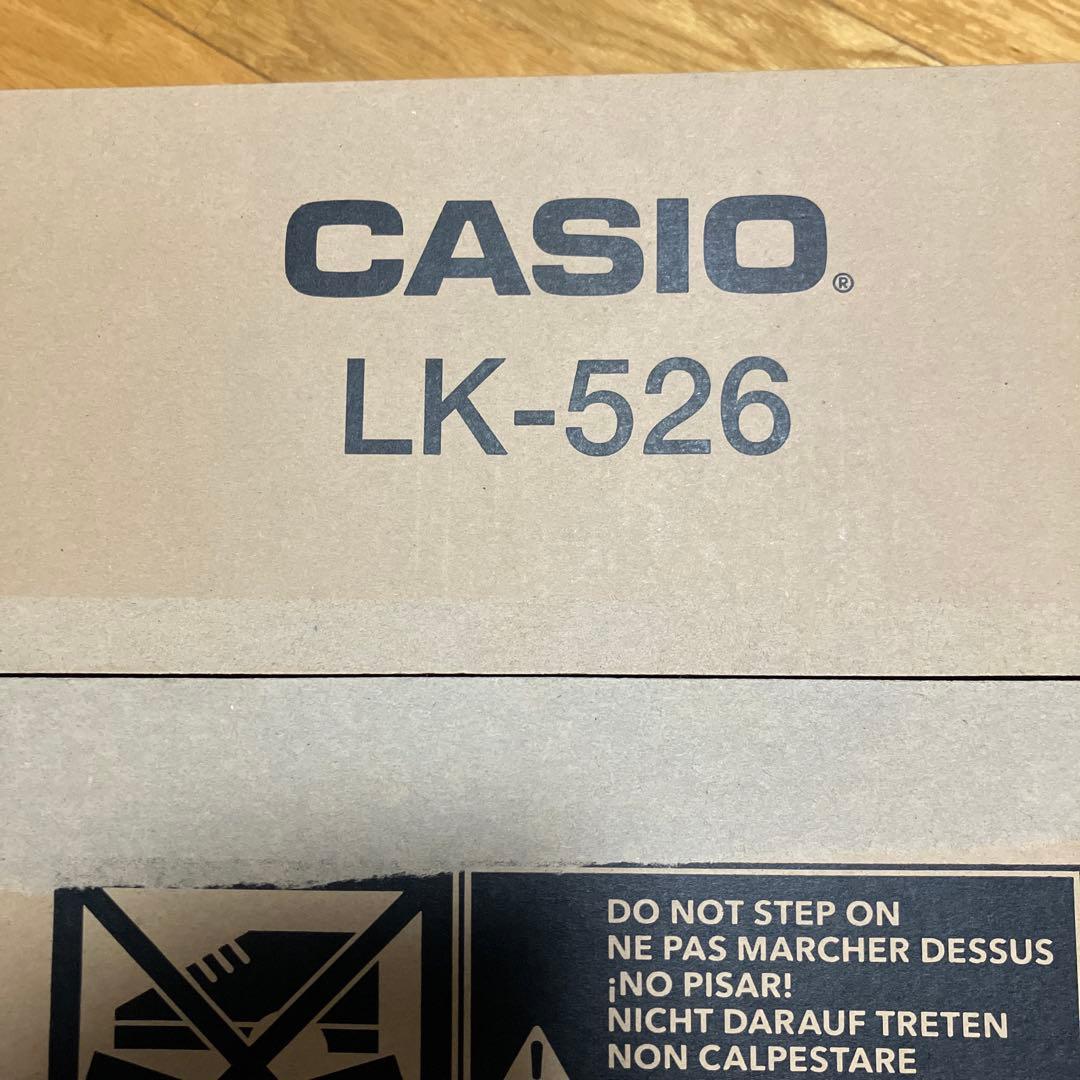 CASIO®
LK-526
DO NOT STEP ON
NE PAS MARCHER DESSUS
¡NO PISAR!
NICHT DARAUF TRETEN
NON CALPESTARE